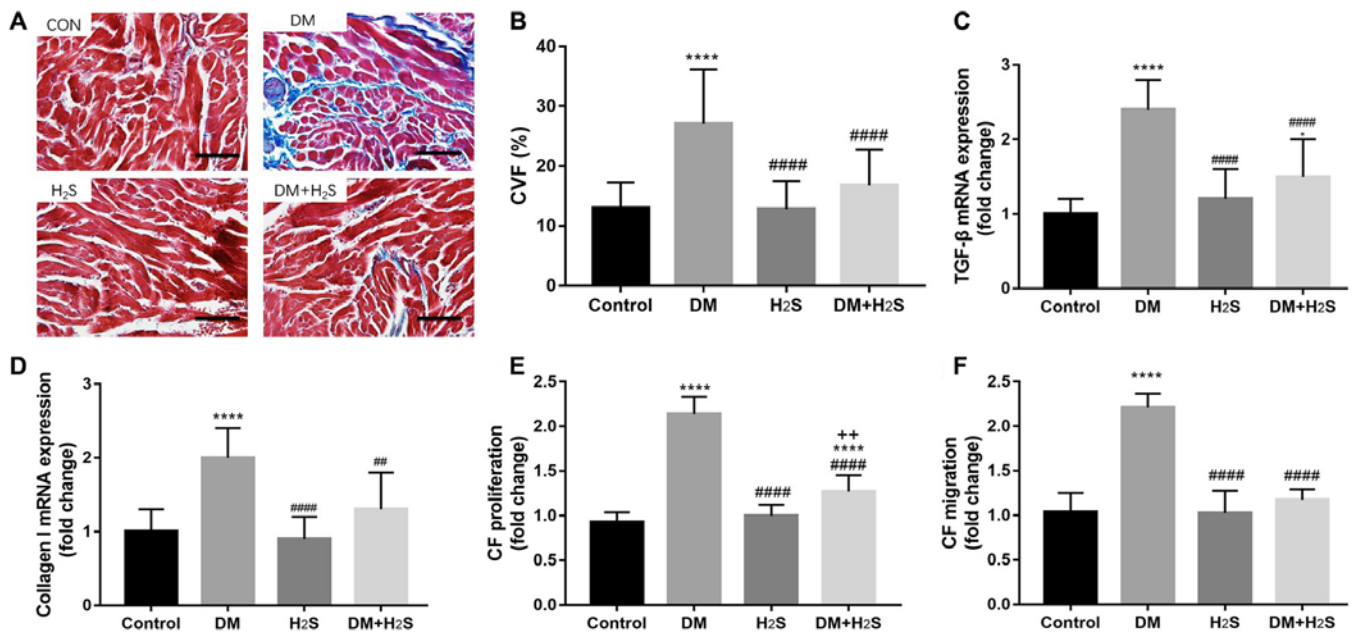 A
CON
DM
H₂S
DM+H₂S
B
CVF (%)
40
30
20
10
0
****
####
####
Control DM H2S DM+H2S
C
TGF-β mRNA expression
(fold change)
3
2
1
0
****
####
####
*
Control DM H2S DM+H2S
D
Collagen I mRNA expression
(fold change)
3
2
1
0
****
####
##
Control DM H2S DM+H2S
E
CF proliferation
(fold change)
2.5
2.0
1.5
1.0
0.5
0.0
****
####
++
****
####
Control DM H2S DM+H2S
F
CF migration
(fold change)
2.5
2.0
1.5
1.0
0.5
0.0
****
####
####
Control DM H2S DM+H2S